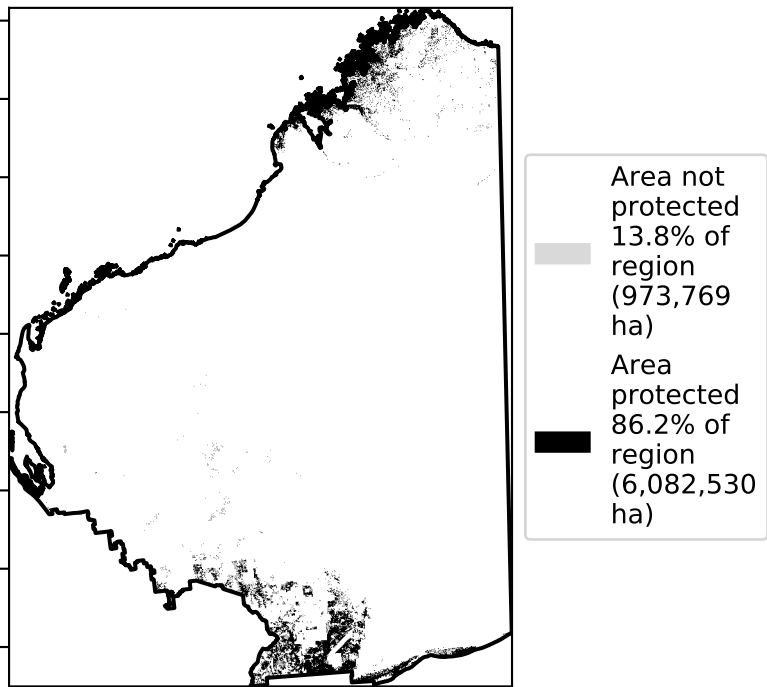 Area not
protected
13.8% of
region
(973,769
ha)
Area
protected
86.2% of
region
(6,082,530
ha)